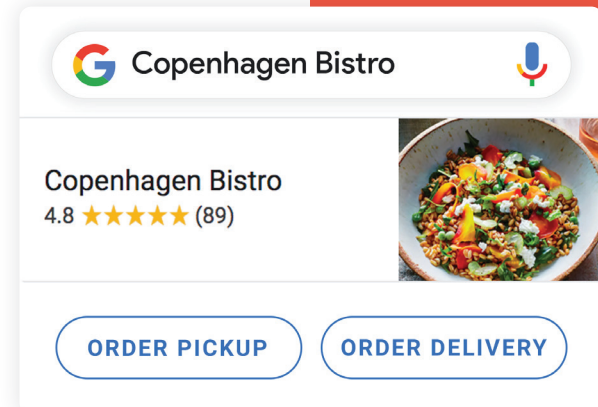 Copenhagen Bistro
Copenhagen Bistro
4.8 ★★★★★ (89)
ORDER PICKUP
ORDER DELIVERY